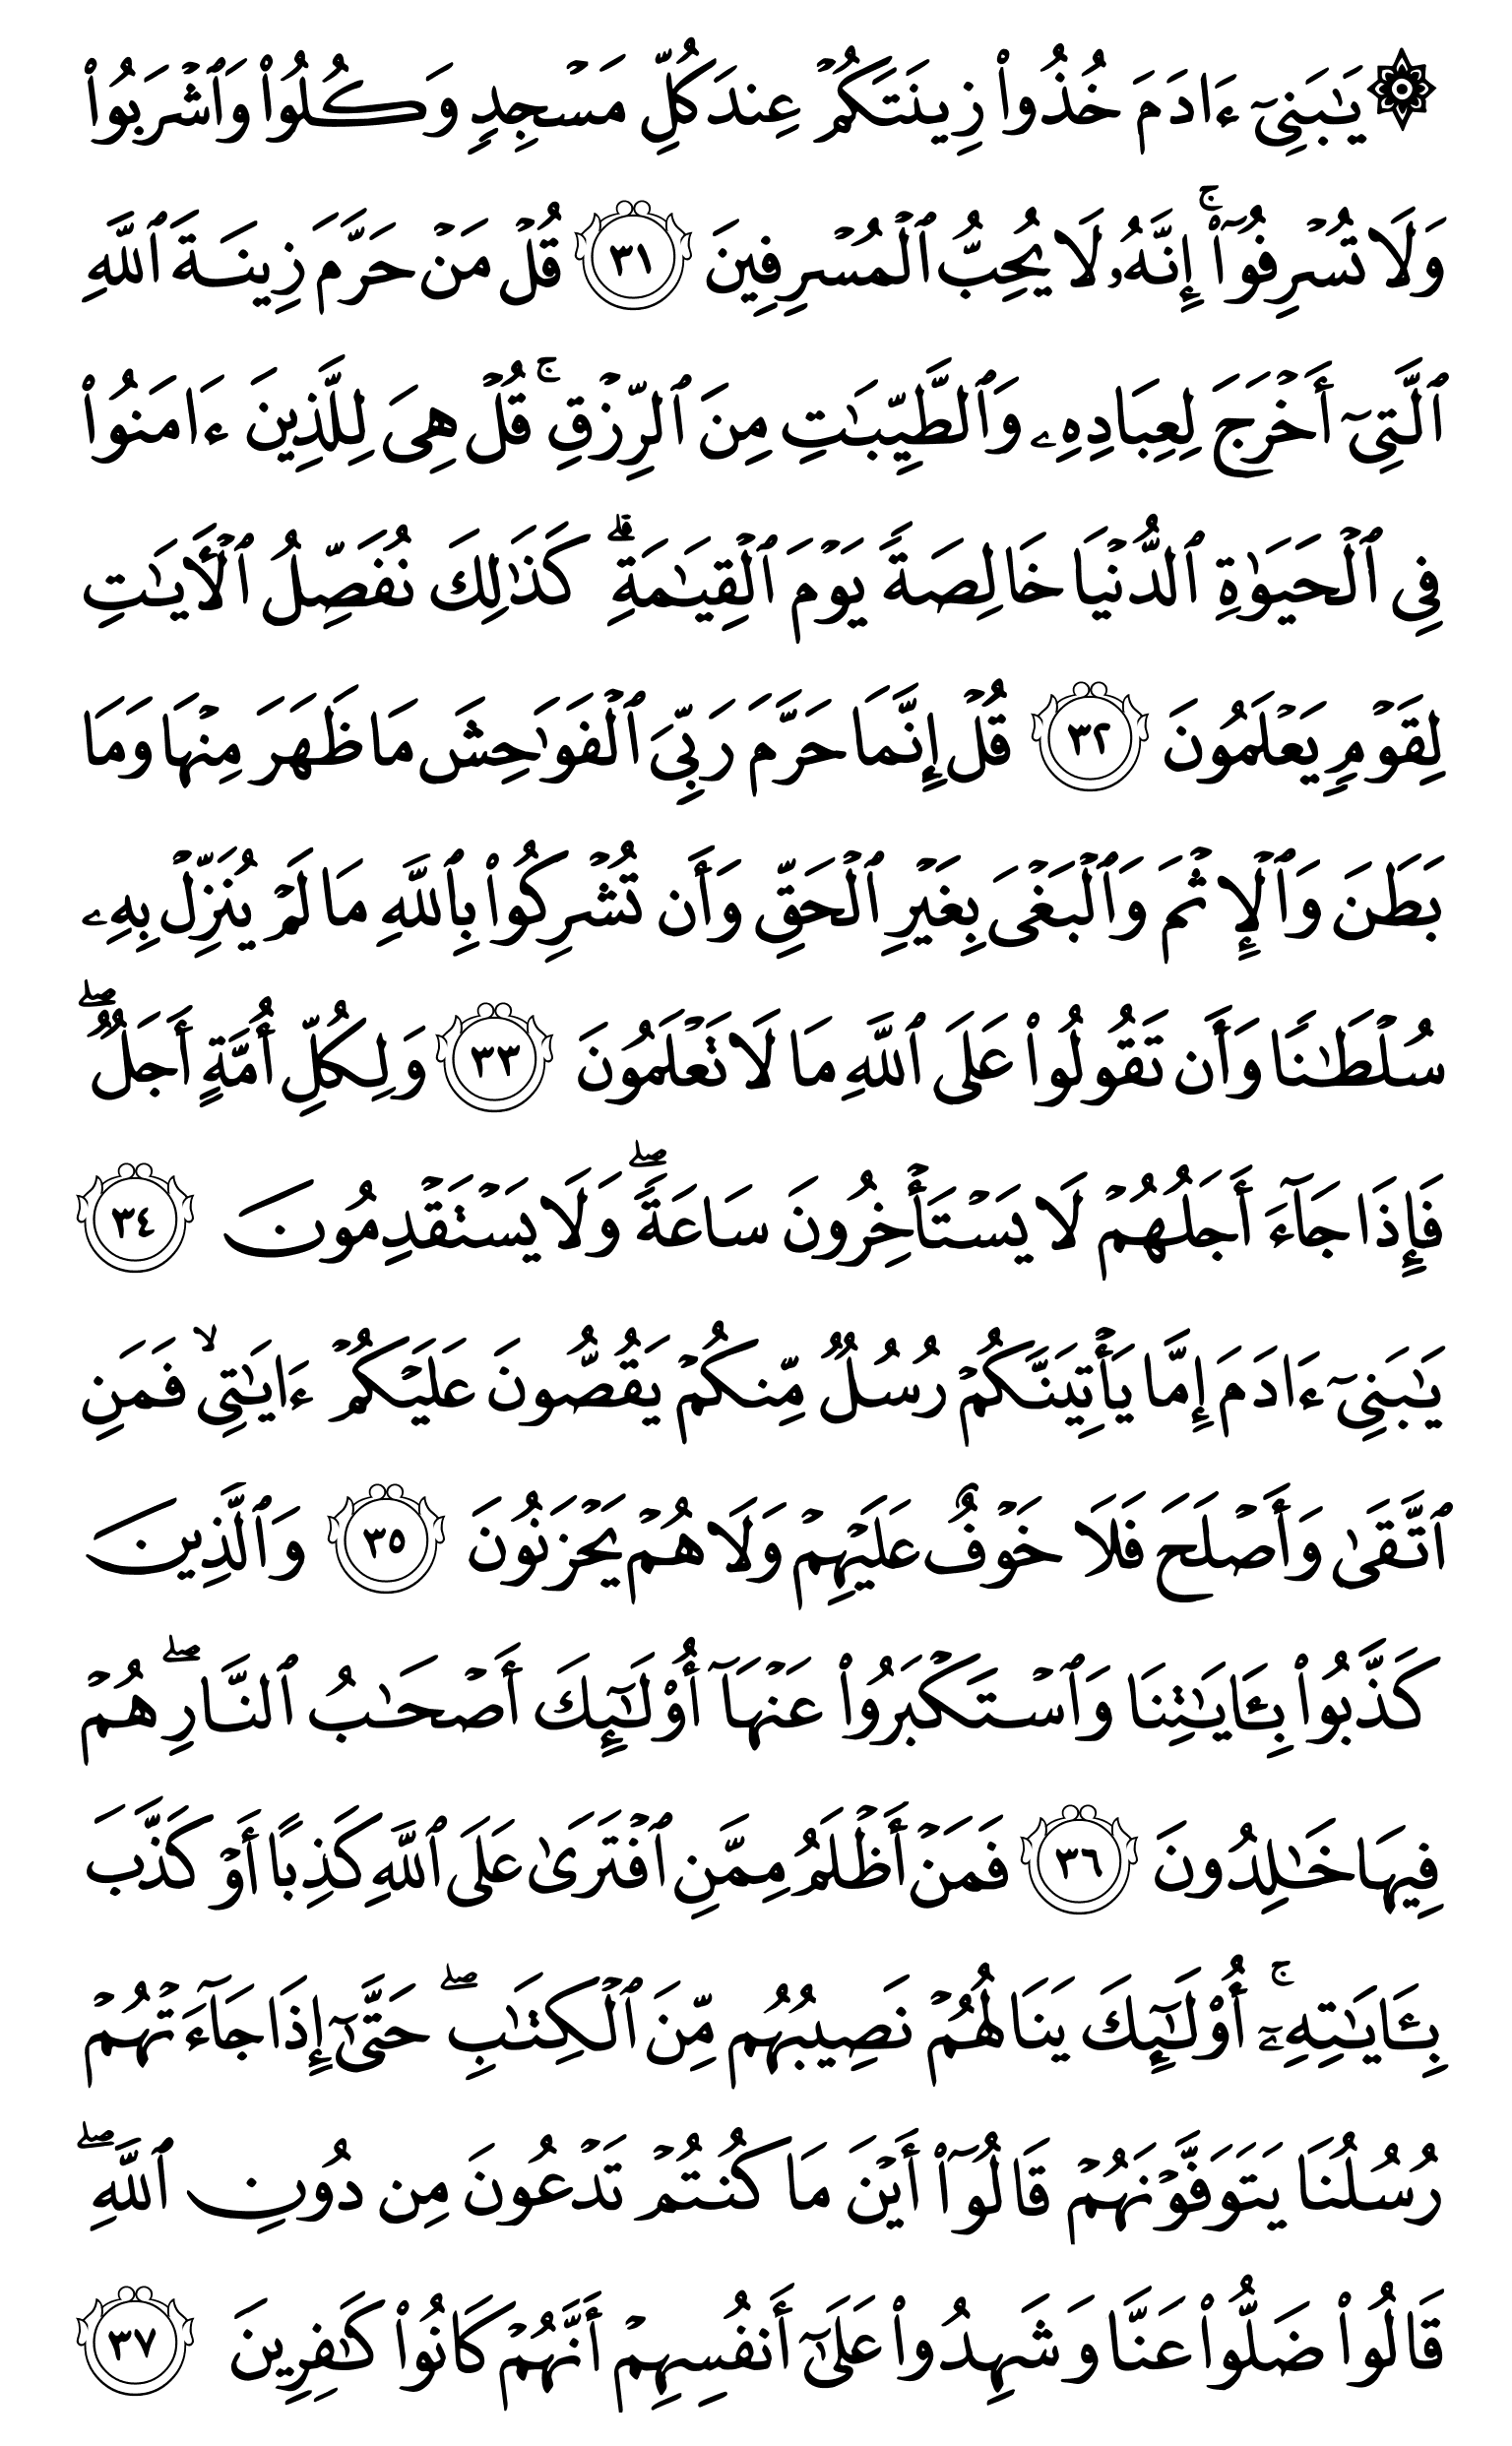 ۞ يَـٰبَنِىٓ ءَادَمَ خُذُوا۟ زِينَتَكُمْ عِندَ كُلِّ مَسْجِدٍ وَكُلُوا۟ وَٱشْرَبُوا۟
وَلَا تُسْرِفُوٓا۟ ۚ إِنَّهُۥ لَا يُحِبُّ ٱلْمُسْرِفِينَ ٣١ قُلْ مَنْ حَرَّمَ زِينَةَ ٱللَّهِ
ٱلَّتِىٓ أَخْرَجَ لِعِبَادِهِۦ وَٱلطَّيِّبَـٰتِ مِنَ ٱلرِّزْقِ ۚ قُلْ هِىَ لِلَّذِينَ ءَامَنُوا۟
فِى ٱلْحَيَوٰةِ ٱلدُّنْيَا خَالِصَةً يَوْمَ ٱلْقِيَـٰمَةِ ۗ كَذَٰلِكَ نُفَصِّلُ ٱلْـَٔايَـٰتِ
لِقَوْمٍ يَعْلَمُونَ ٣٢ قُلْ إِنَّمَا حَرَّمَ رَبِّىَ ٱلْفَوَٰحِشَ مَا ظَهَرَ مِنْهَا وَمَا
بَطَنَ وَٱلْإِثْمَ وَٱلْبَغْىَ بِغَيْرِ ٱلْحَقِّ وَأَن تُشْرِكُوا۟ بِٱللَّهِ مَا لَمْ يُنَزِّلْ بِهِۦ
سُلْطَـٰنًا وَأَن تَقُولُوا۟ عَلَى ٱللَّهِ مَا لَا تَعْلَمُونَ ٣٣ وَلِكُلِّ أُمَّةٍ أَجَلٌ ۖ
فَإِذَا جَآءَ أَجَلُهُمْ لَا يَسْتَأْخِرُونَ سَاعَةً ۖ وَلَا يَسْتَقْدِمُونَ ٣٤
يَـٰبَنِىٓ ءَادَمَ إِمَّا يَأْتِيَنَّكُمْ رُسُلٌ مِّنكُمْ يَقُصُّونَ عَلَيْكُمْ ءَايَـٰتِى ۙ فَمَنِ
ٱتَّقَىٰ وَأَصْلَحَ فَلَا خَوْفٌ عَلَيْهِمْ وَلَا هُمْ يَحْزَنُونَ ٣٥ وَٱلَّذِينَ
كَذَّبُوا۟ بِـَٔايَـٰتِنَا وَٱسْتَكْبَرُوا۟ عَنْهَآ أُو۟لَـٰٓئِكَ أَصْحَـٰبُ ٱلنَّارِ ۖ هُمْ
فِيهَا خَـٰلِدُونَ ٣٦ فَمَنْ أَظْلَمُ مِمَّنِ ٱفْتَرَىٰ عَلَى ٱللَّهِ كَذِبًا أَوْ كَذَّبَ
بِـَٔايَـٰتِهِۦٓ ۚ أُو۟لَـٰٓئِكَ يَنَالُهُمْ نَصِيبُهُم مِّنَ ٱلْكِتَـٰبِ ۖ حَتَّىٰٓ إِذَا جَآءَتْهُمْ
رُسُلُنَا يَتَوَفَّوْنَهُمْ قَالُوٓا۟ أَيْنَ مَا كُنتُمْ تَدْعُونَ مِن دُونِ ٱللَّهِ ۖ
قَالُوا۟ ضَلُّوا۟ عَنَّا وَشَهِدُوا۟ عَلَىٰٓ أَنفُسِهِمْ أَنَّهُمْ كَانُوا۟ كَـٰفِرِينَ ٣٧